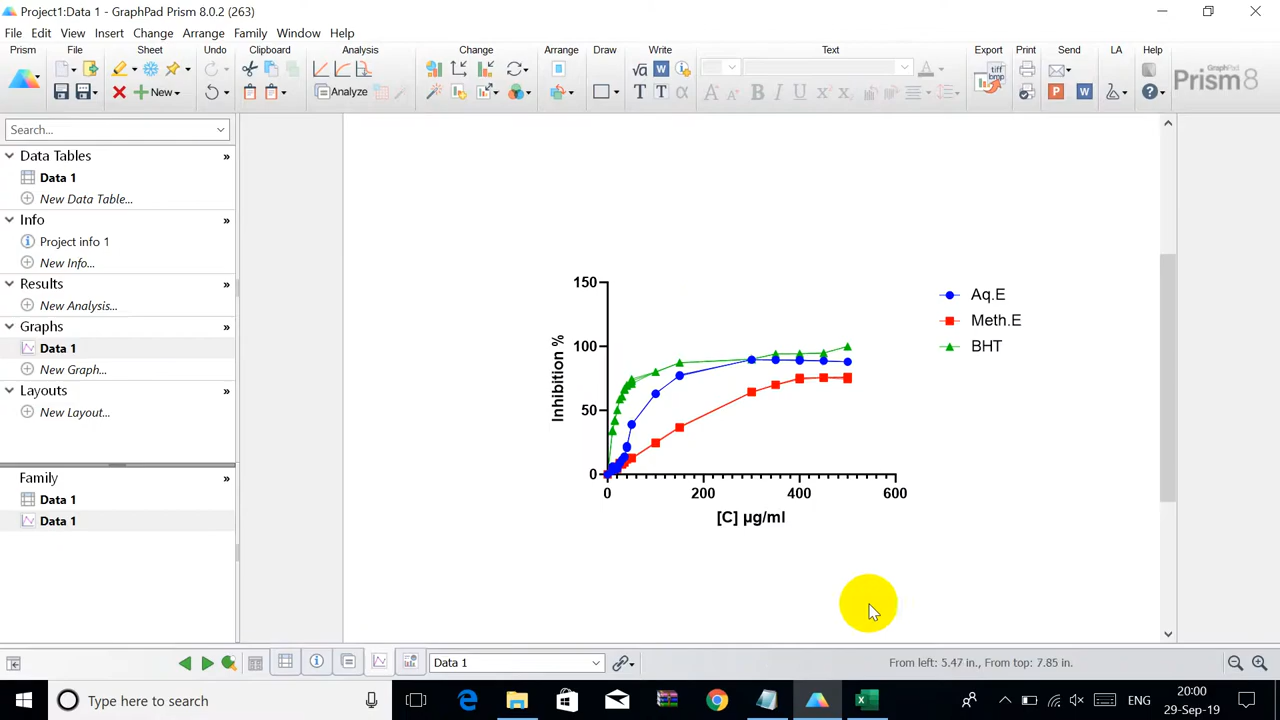 Project1:Data 1 - GraphPad Prism 8.0.2 (263)
File Edit View Insert Change Arrange Family Window Help
Prism File Sheet Undo Clipboard Analysis Change Arrange Draw Write Text Export Print Send LA Help
New Analyze
GraphPad
Prism 8
Search...
Data Tables
Data 1
New Data Table...
Info
Project info 1
New Info...
Results
New Analysis...
Graphs
Data 1
New Graph...
Layouts
New Layout...
Family
Data 1
Data 1
150
100
50
0
Inhibition %
0 200 400 600
[C] µg/ml
Aq.E
Meth.E
BHT
Data 1
From left: 5.47 in., From top: 7.85 in.
Type here to search
ENG
20:00
29-Sep-19